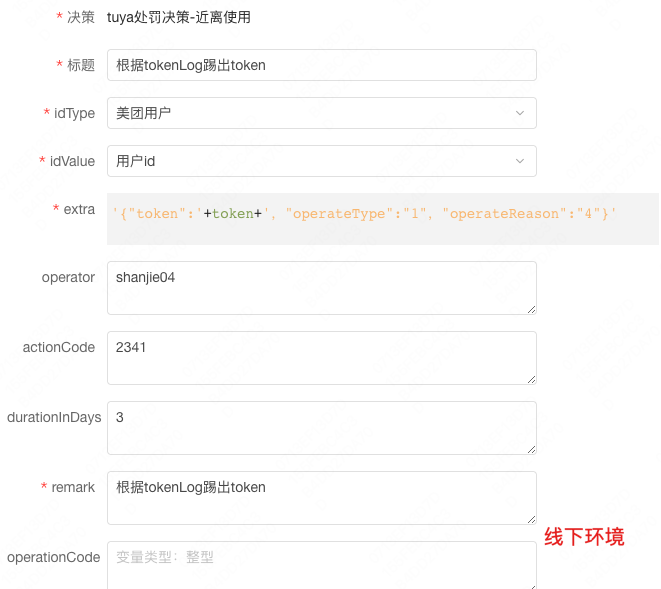 * 决策 tuya处罚决策-近离使用
* 标题 根据tokenLog踢出token
* idType 美团用户
* idValue 用户id
* extra '{"token":'+token+', "operateType":"1", "operateReason":"4"}'
operator shanjie04
actionCode 2341
durationInDays 3
* remark 根据tokenLog踢出token
线下环境
operationCode 变量类型：整型